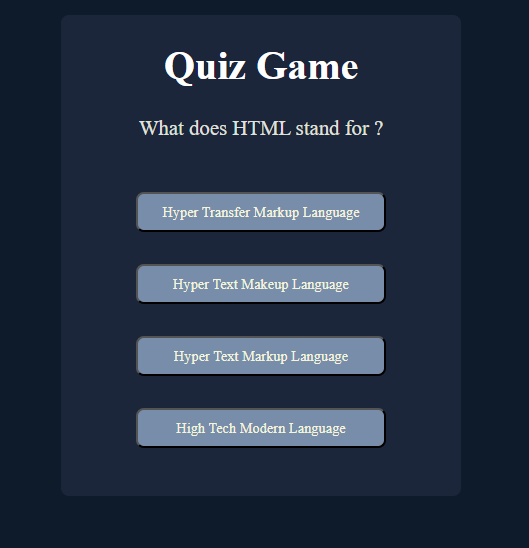 Quiz Game
What does HTML stand for ?
Hyper Transfer Markup Language
Hyper Text Makeup Language
Hyper Text Markup Language
High Tech Modern Language